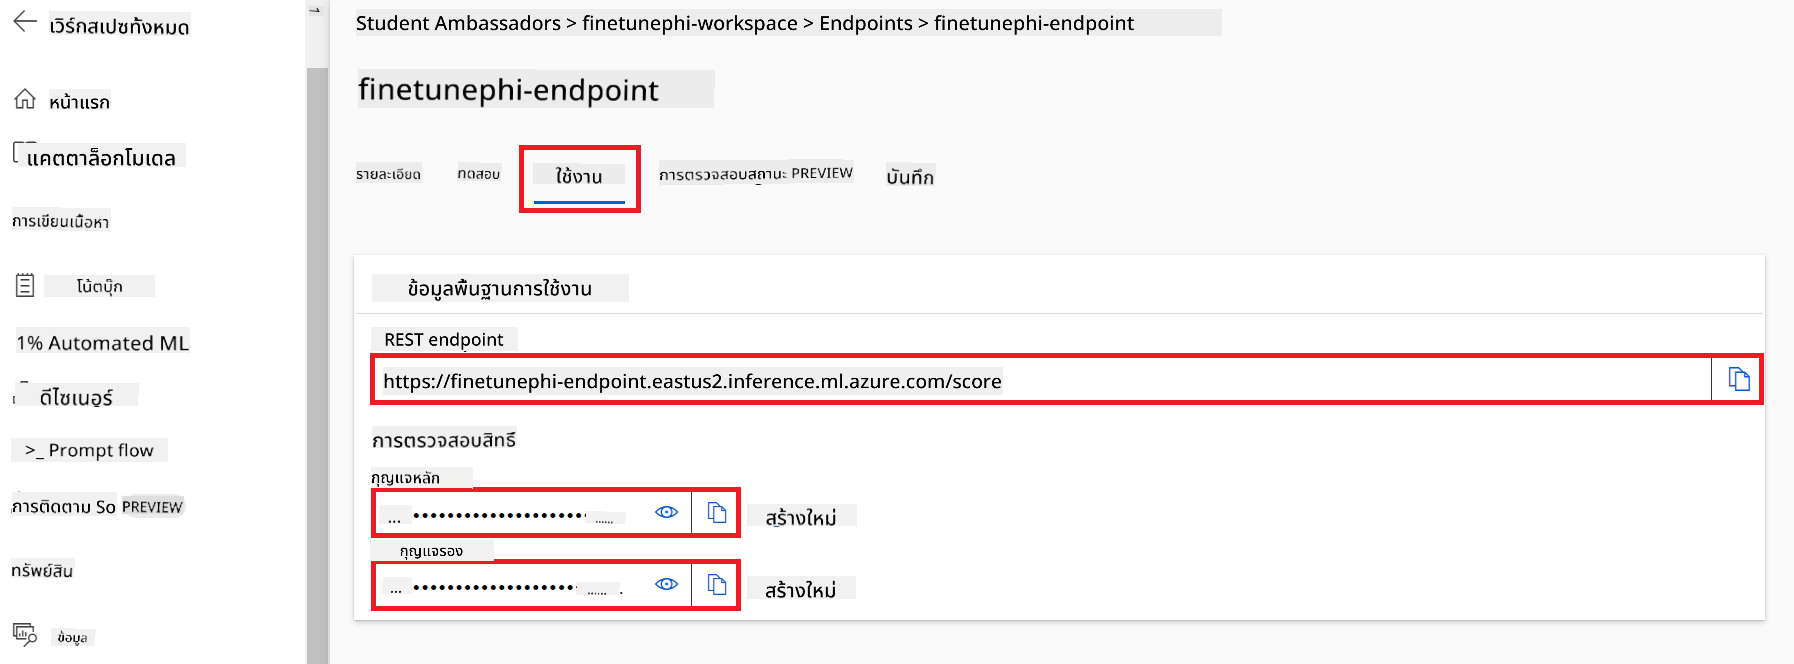 เวิร์กสเปซทั้งหมด
หน้าแรก
แคตตาล็อกโมเดล
การเขียนเนื้อหา
โน้ตบุ๊ก
1% Automated ML
ดีไซเนอร์
>_ Prompt flow
การติดตาม So PREVIEW
ทรัพย์สิน
ข้อมูล
Student Ambassadors > finetunephi-workspace > Endpoints > finetunephi-endpoint
finetunephi-endpoint
รายละเอียด ทดสอบ ใช้งาน การตรวจสอบสถานะ PREVIEW บันทึก
ข้อมูลพื้นฐานการใช้งาน
REST endpoint
https://finetunephi-endpoint.eastus2.inference.ml.azure.com/score
การตรวจสอบสิทธิ์
กุญแจหลัก
สร้างใหม่
กุญแจรอง
สร้างใหม่